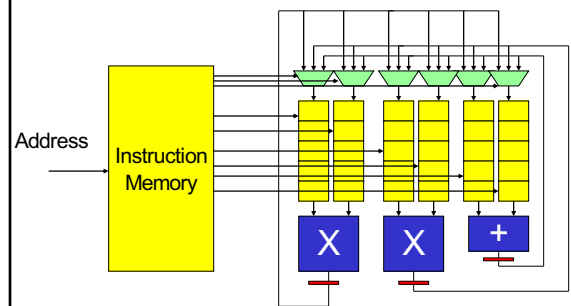 Address
Instruction
Memory
X
X
+